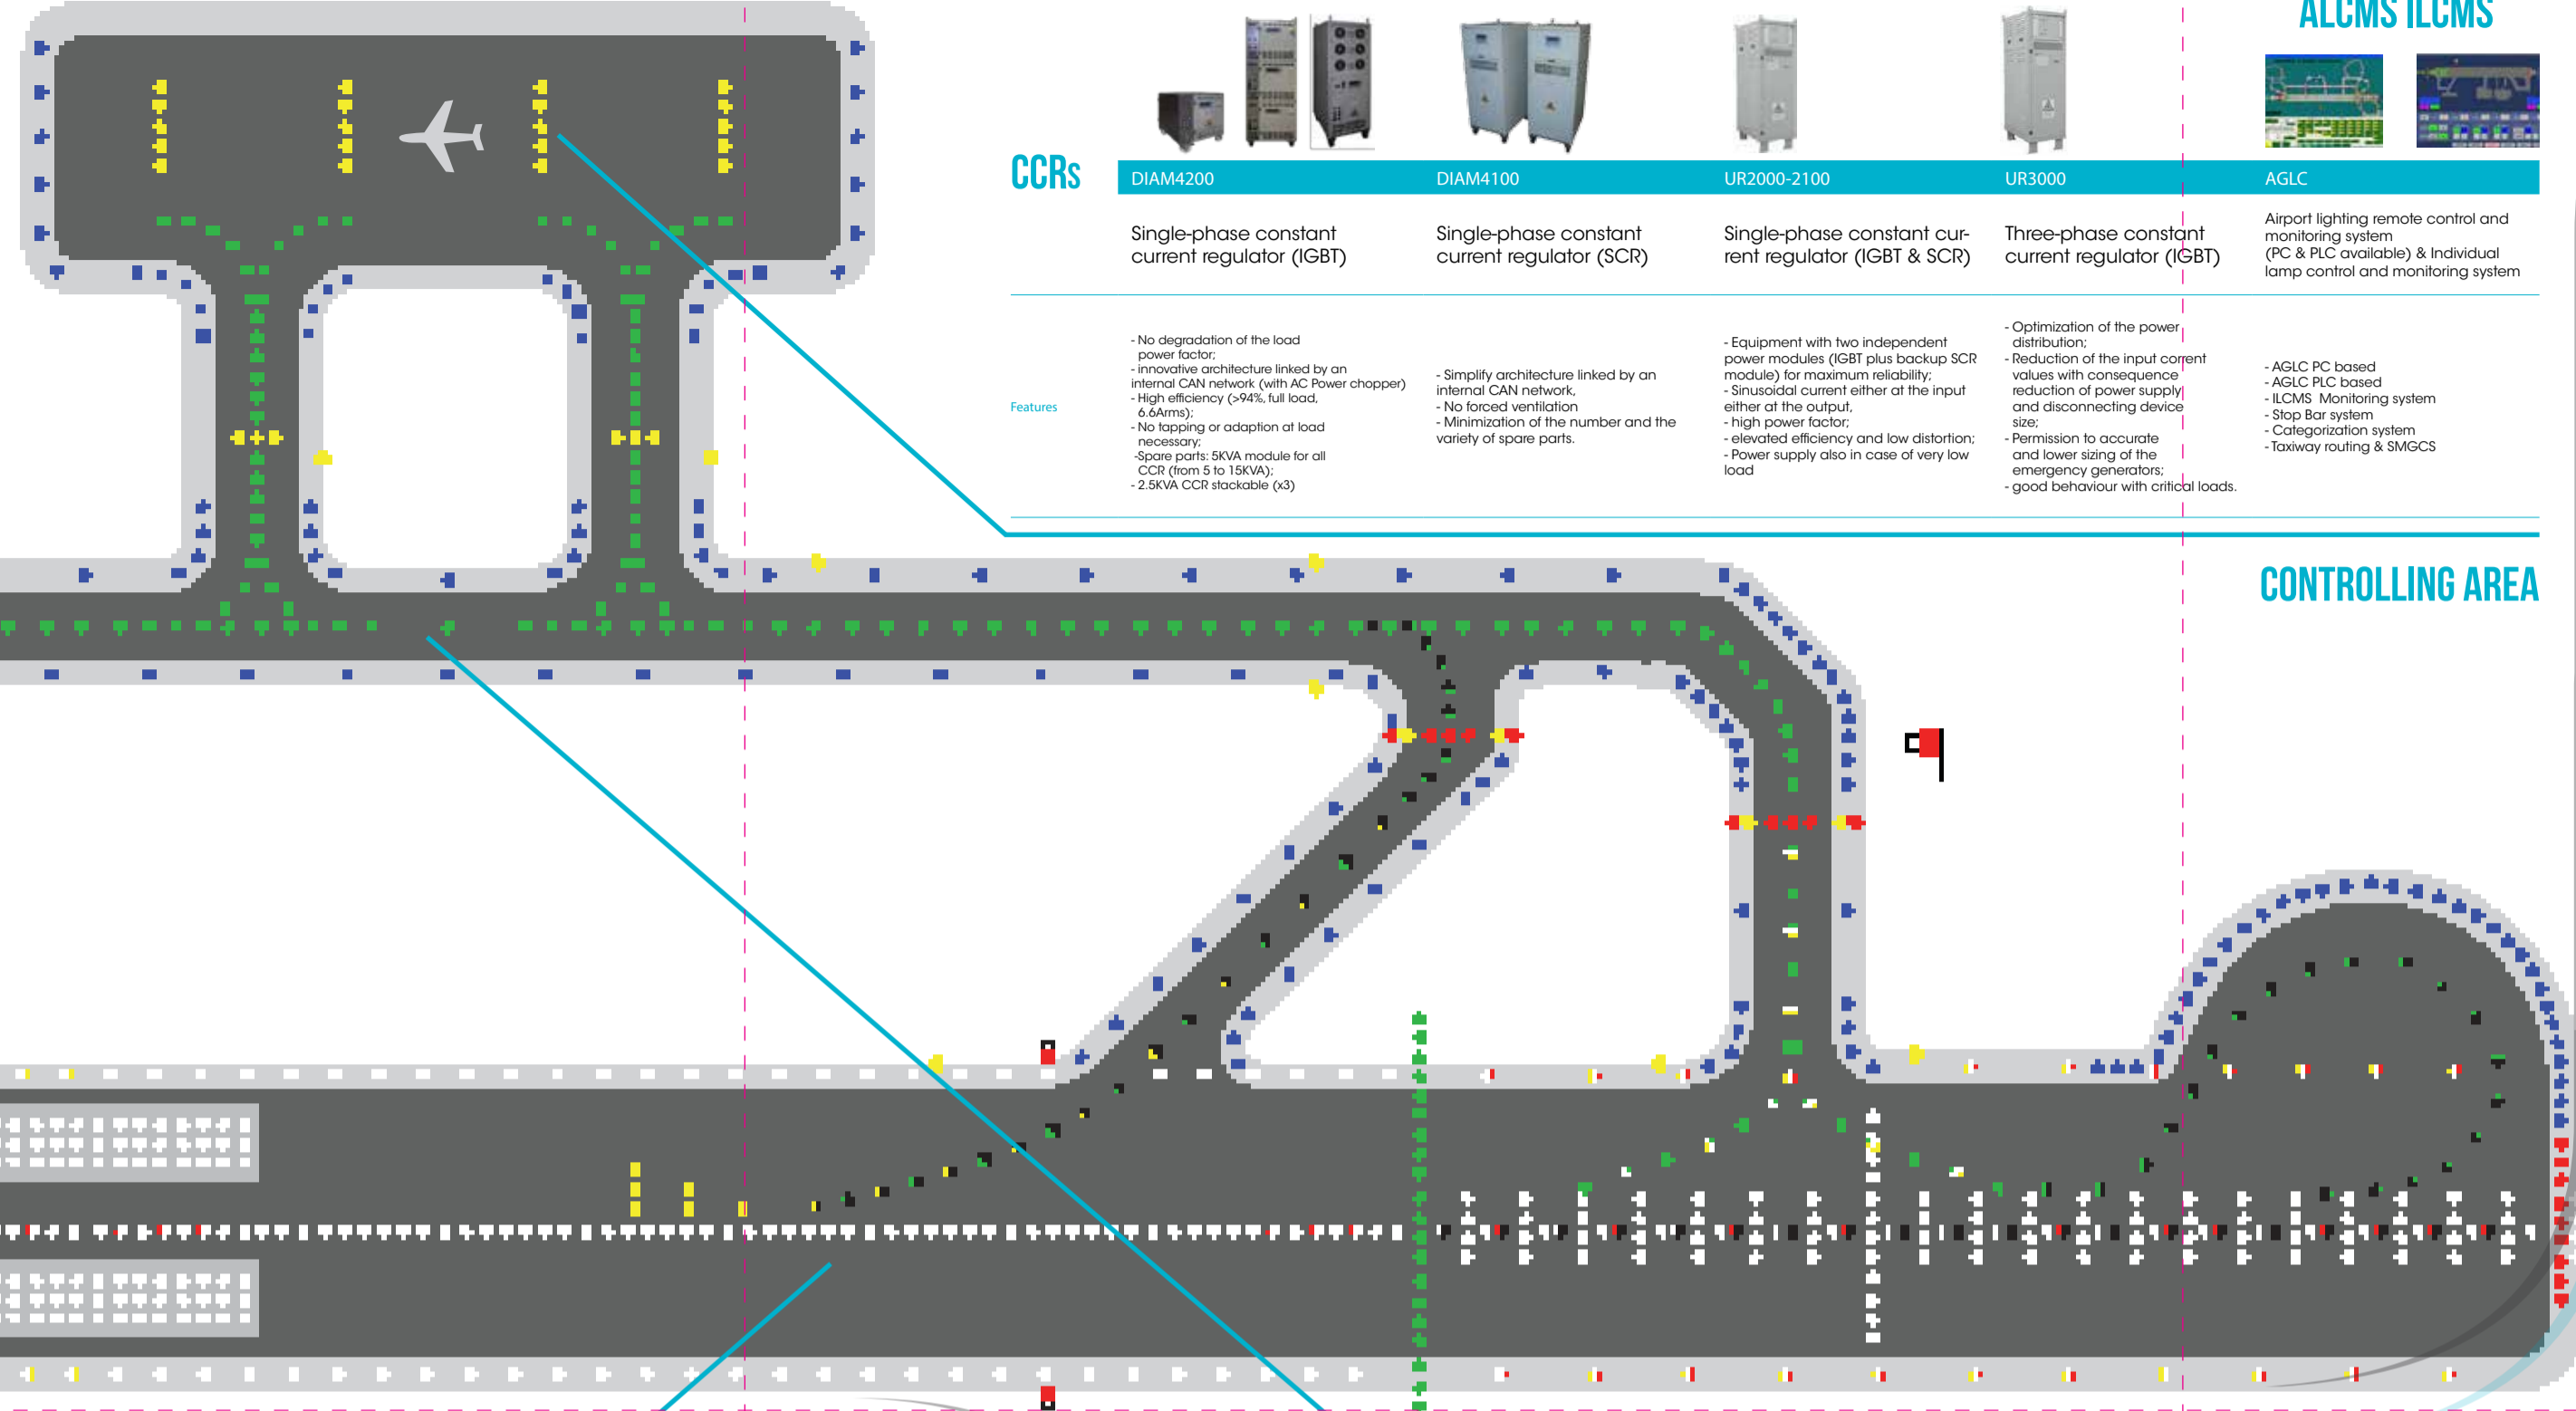 ALCMS ILCMS
CCRs
DIAM4200
DIAM4100
UR2000-2100
UR3000
AGLC
Single-phase constant
current regulator (IGBT)
Single-phase constant
current regulator (SCR)
Single-phase constant cur-
rent regulator (IGBT & SCR)
Three-phase constant
current regulator (IGBT)
Airport lighting remote control and
monitoring system
(PC & PLC available) & Individual
lamp control and monitoring system
Features
- No degradation of the load
power factor;
- innovative architecture linked by an
internal CAN network (with AC Power chopper)
- High efficiency (>94%, full load,
6.6Arms);
- No tapping or adaption at load
necessary;
-Spare parts: 5KVA module for all
CCR (from 5 to 15KVA);
- 2.5KVA CCR stackable (x3)
- Simplify architecture linked by an
internal CAN network,
- No forced ventilation
- Minimization of the number and the
variety of spare parts.
- Equipment with two independent
power modules (IGBT plus backup SCR
module) for maximum reliability;
- Sinusoidal current either at the input
either at the output,
- high power factor;
- elevated efficiency and low distortion;
- Power supply also in case of very low
load
- Optimization of the power
distribution;
- Reduction of the input corrent
values with consequence
reduction of power supply
and disconnecting device
size;
- Permission to accurate
and lower sizing of the
emergency generators;
- good behaviour with critical loads.
- AGLC PC based
- AGLC PLC based
- ILCMS Monitoring system
- Stop Bar system
- Categorization system
- Taxiway routing & SMGCS
CONTROLLING AREA